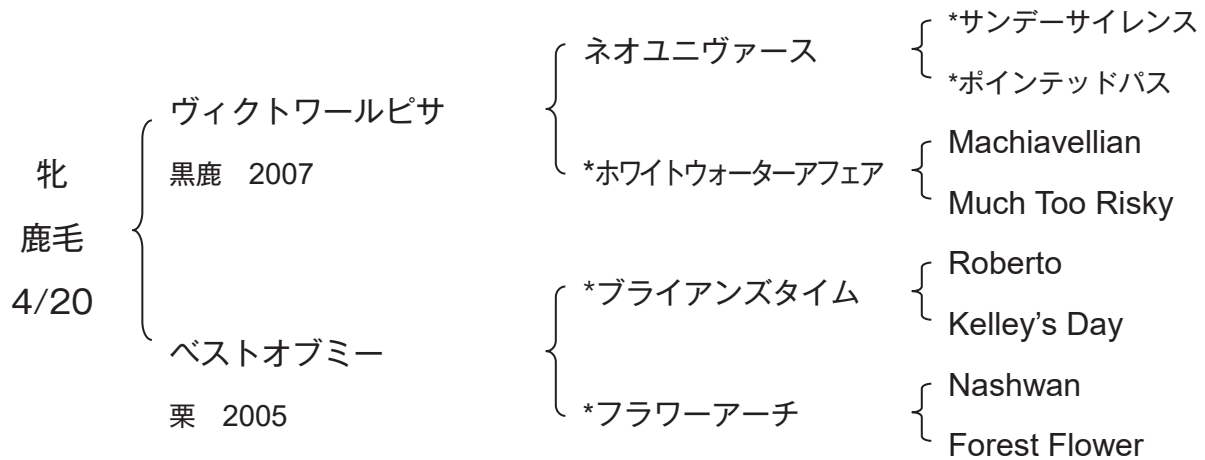 牝
鹿毛
4/20
ヴィクトワールピサ
黒鹿 2007
ベストオブミー
栗 2005
ネオユニヴァース
*ホワイトウォーターアフェア
*ブライアンズタイム
*フラワーアーチ
*サンデーサイレンス
*ポインテッドパス
Machiavellian
Much Too Risky
Roberto
Kelley’s Day
Nashwan
Forest Flower